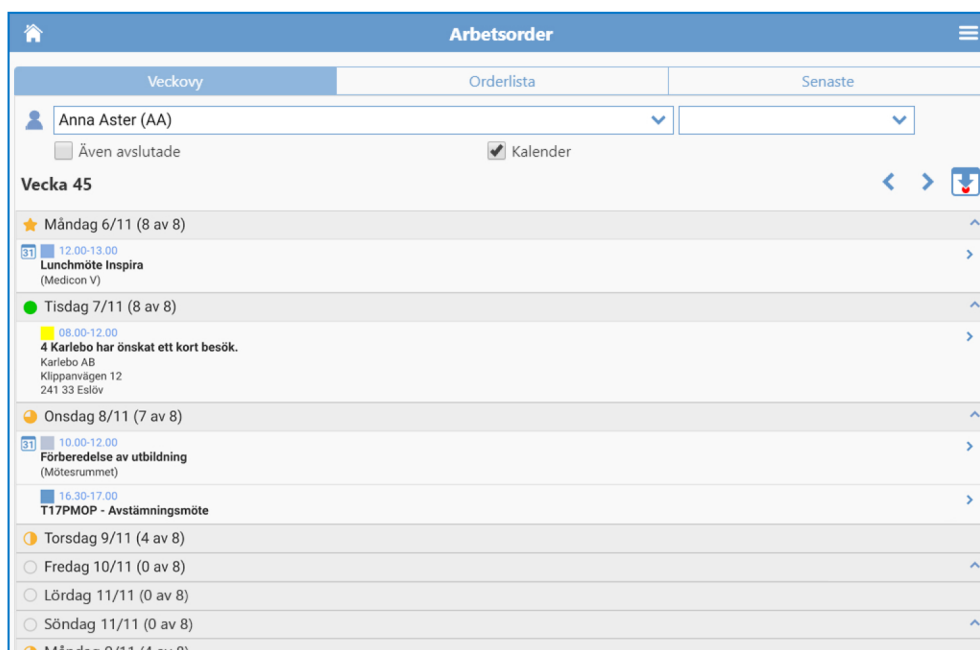 Arbetsorder
Veckovy Orderlista Senaste
Anna Aster (AA)
Även avslutade Kalender
Vecka 45
Måndag 6/11 (8 av 8)
31 12.00-13.00
Lunchmöte Inspira
(Medicon V)
Tisdag 7/11 (8 av 8)
08.00-12.00
4 Karlebo har önskat ett kort besök.
Karlebo AB
Klippanvägen 12
241 33 Eslöv
Onsdag 8/11 (7 av 8)
31 10.00-12.00
Förberedelse av utbildning
(Mötesrummet)
16.30-17.00
T17PMOP - Avstämningsmöte
Torsdag 9/11 (4 av 8)
Fredag 10/11 (0 av 8)
Lördag 11/11 (0 av 8)
Söndag 11/11 (0 av 8)